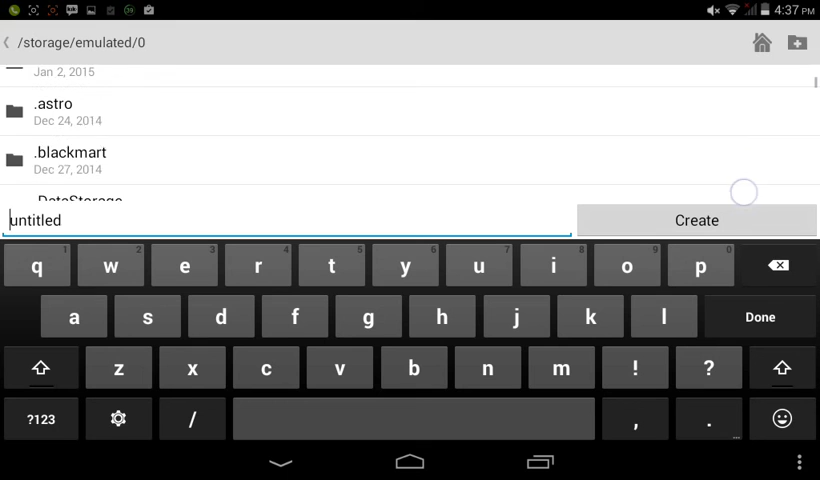 4:37 PM
/storage/emulated/0
Jan 2, 2015
.astro
Dec 24, 2014
.blackmart
Dec 27, 2014
.DataStorage
untitled
Create
q 1 w 2 e 3 r 4 t 5 y 6 u 7 i 8 o 9 p 0
a s d f g h j k l Done
z x c v b n m ! ?
?123 / , . ...